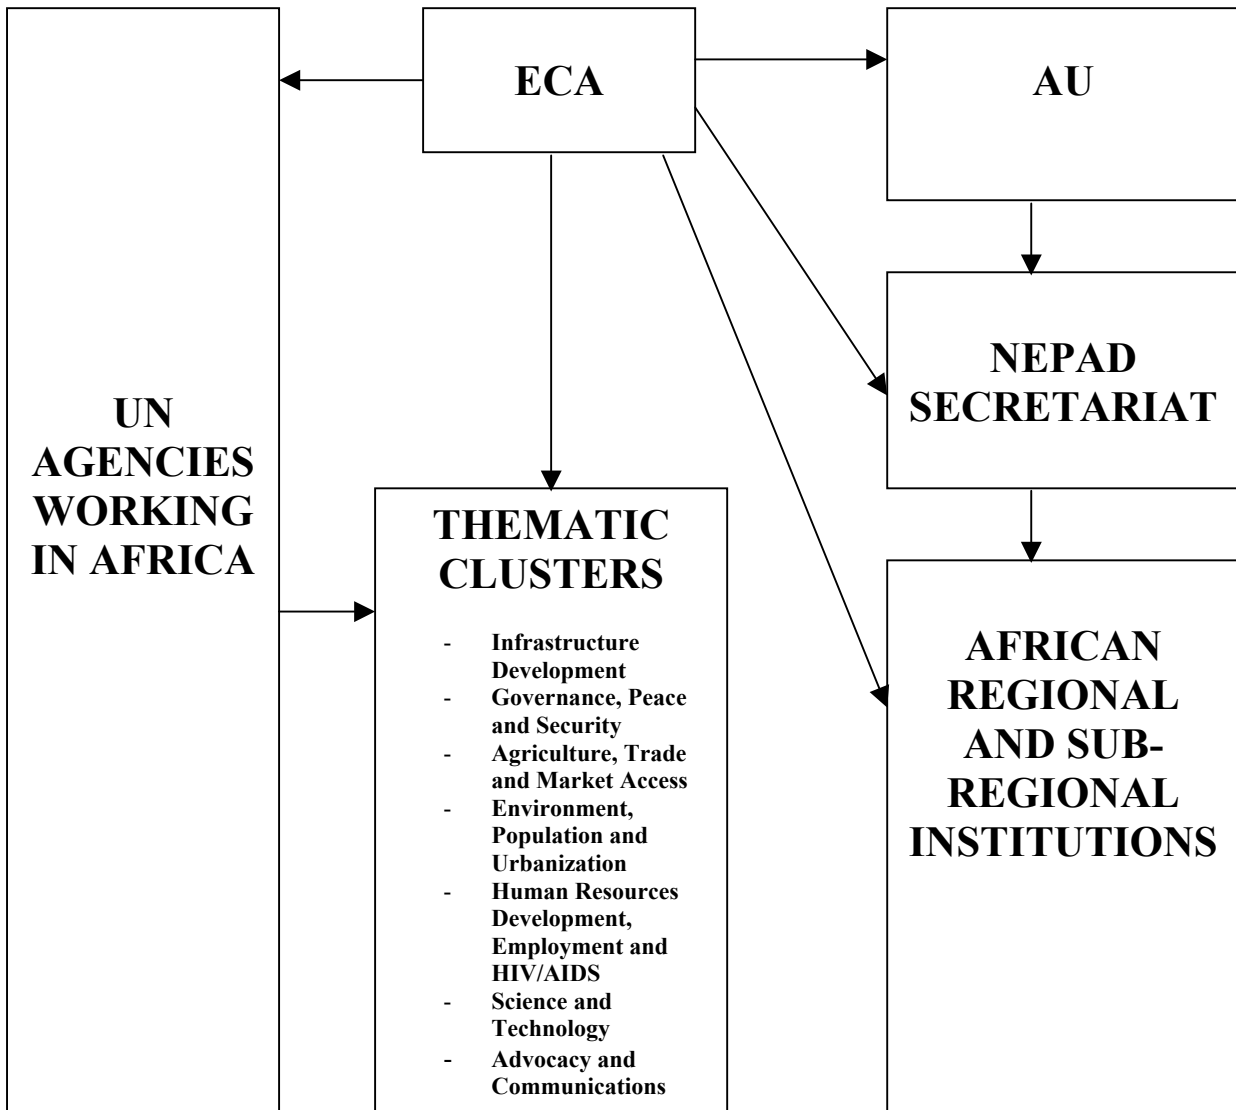 ECA
AU
UN
AGENCIES
WORKING
IN AFRICA
THEMATIC
CLUSTERS
- Infrastructure
Development
- Governance, Peace
and Security
- Agriculture, Trade
and Market Access
- Environment,
Population and
Urbanization
- Human Resources
Development,
Employment and
HIV/AIDS
- Science and
Technology
- Advocacy and
Communications
NEPAD
SECRETARIAT
AFRICAN
REGIONAL
AND SUB-
REGIONAL
INSTITUTIONS